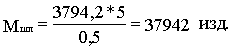 Мшп = 3794,2*5 / 0,5 = 37942 изд.